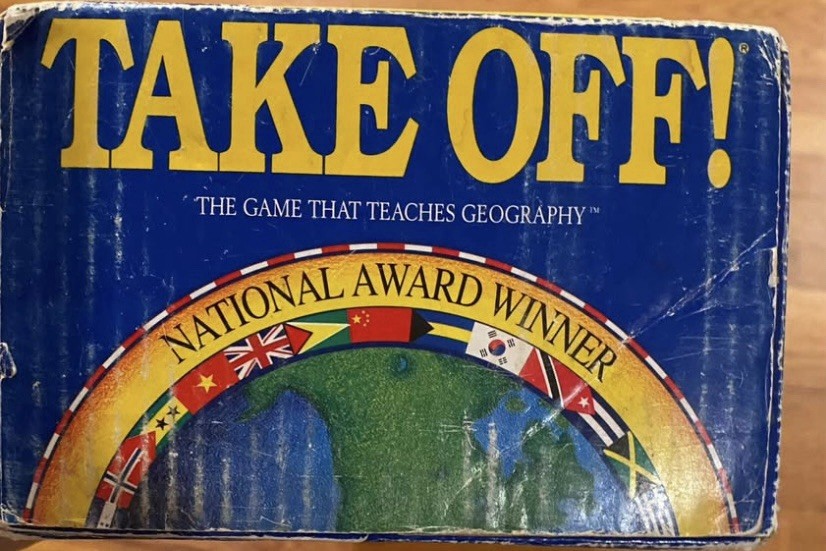 TAKE OFF!®
THE GAME THAT TEACHES GEOGRAPHY™
NATIONAL AWARD WINNER